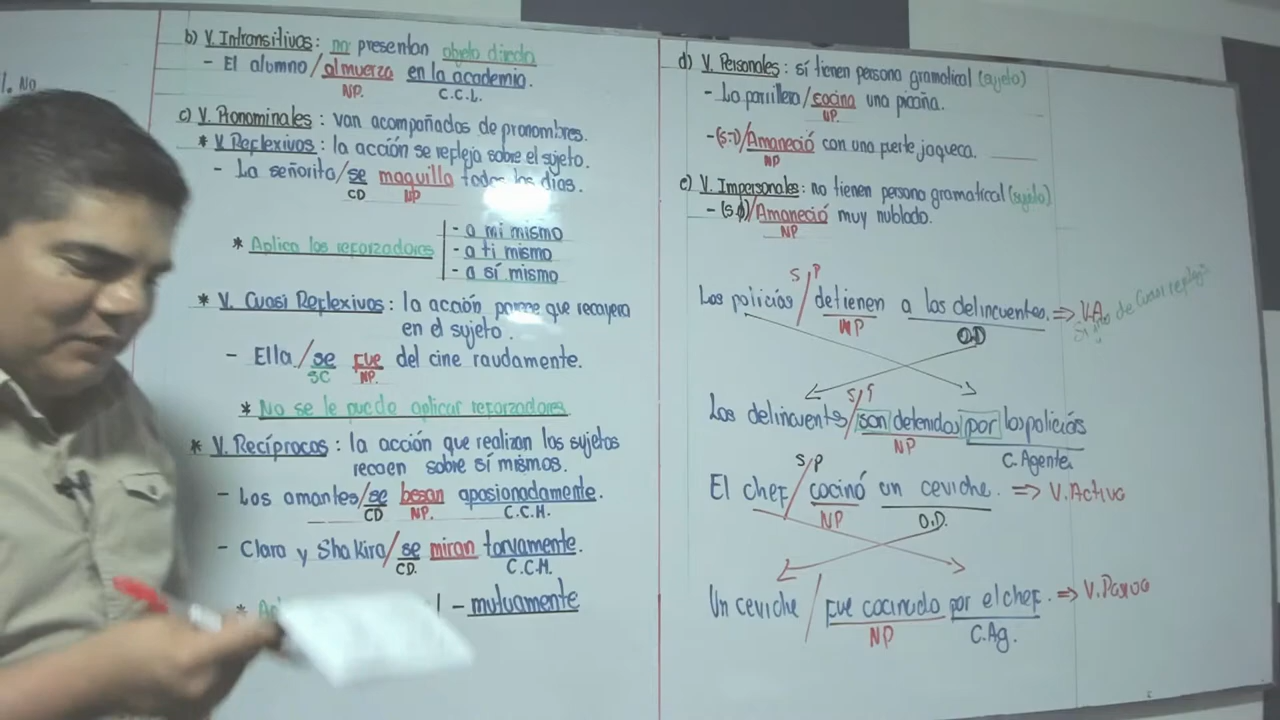 1. No
b) V. Intransitivos: no presentan objeto directo
- El alumno/almuerza en la academia.
NP. C.C.L.
c) V. Pronominales: van acompañados de pronombres.
* V. Reflexivos: la acción se refleja sobre el sujeto.
- La señorita/se maquilla todos los días.
CD NP
* Aplica los reforzadores
- a mi mismo
- a ti mismo
- a sí mismo
* V. Cuasi Reflexivos: la acción parece que recayera
en el sujeto.
- Ella/se fue del cine raudamente.
SC NP.
* No se le puede aplicar reforzadores
* V. Recíprocos: la acción que realizan los sujetos
recaen sobre sí mismos.
- Los amantes/se besan apasionadamente.
CD NP. C.C.M.
- Clara y Shakira/se miran torvamente.
CD. C.C.M.
- mutuamente
d) V. Personales: sí tienen persona gramatical (sujeto)
- La parrillera/cocina una picaña.
NP
-(S.T)/Amaneció con una fuerte jaqueca.
NP
e) V. Impersonales: no tienen persona gramatical (sujeto)
- (S.∅)/Amaneció muy nublado.
NP
S/P
Los policías/detienen a los delincuentes. ⇒ V.A.
NP O.D
S/P
Los delincuentes/son detenidos por los policías
NP C. Agente
S/P
El chef/cocinó un ceviche. ⇒ V. Activa
NP O.D.
Un ceviche/fue cocinado por el chef. ⇒ V. Pasiva
NP C. Ag.